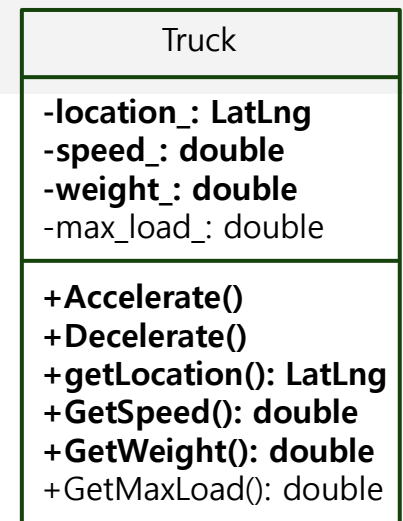 Truck
-location_: LatLng
-speed_: double
-weight_: double
-max_load_: double
+Accelerate()
+Decelerate()
+getLocation(): LatLng
+GetSpeed(): double
+GetWeight(): double
+GetMaxLoad(): double